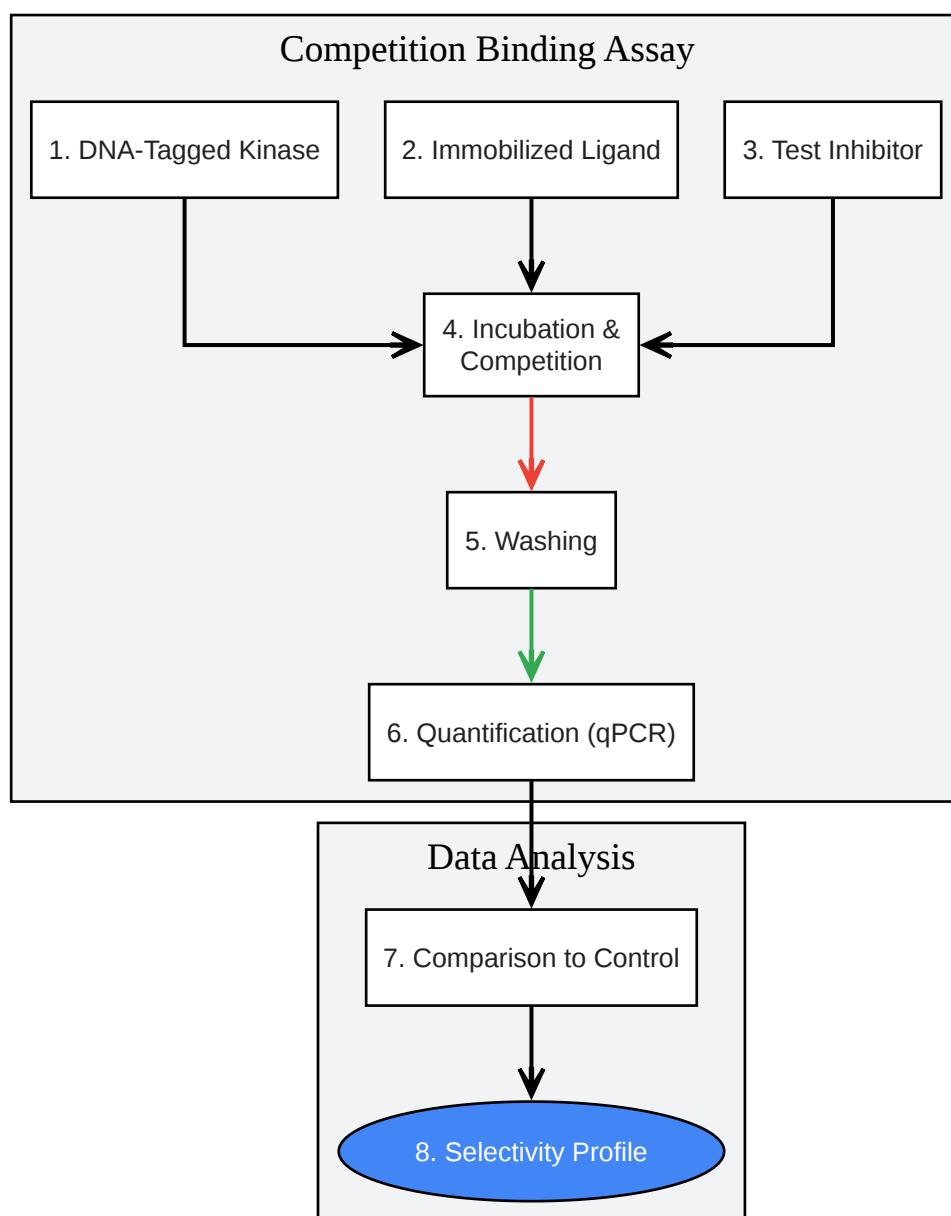 Competition Binding Assay
1. DNA-Tagged Kinase
2. Immobilized Ligand
3. Test Inhibitor
4. Incubation &
Competition
5. Washing
6. Quantification (qPCR)
Data Analysis
7. Comparison to Control
8. Selectivity Profile